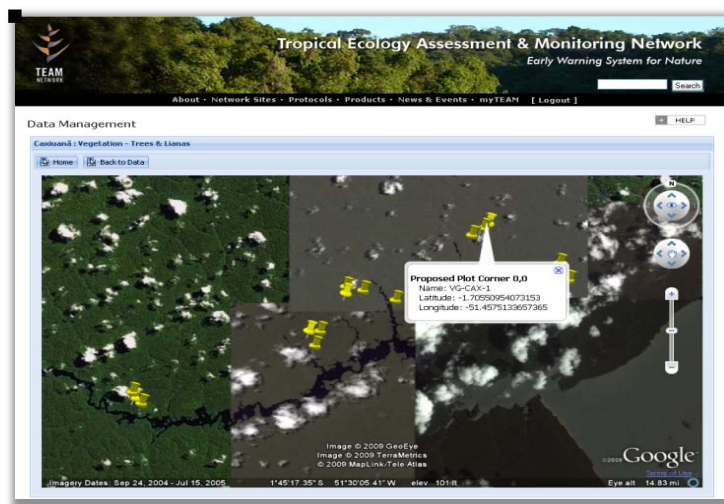 Tropical Ecology Assessment & Monitoring Network
Early Warning System for Nature
TEAM
NETWORK
Search
About • Network Sites • Protocols • Products • News & Events • myTEAM [ Logout ]
Data Management
HELP
Caxiuanã : Vegetation - Trees & Lianas
Home
Back to Data
N
Proposed Plot Corner 0,0
Name: VG-CAX-1
Latitude: -1.70550954073153
Longitude: -51.4575133657365
Image © 2009 GeoEye
Image © 2009 TerraMetrics
© 2009 MapLink/Tele Atlas
©2009 Google
Terms of Use
Imagery Dates: Sep 24, 2004 - Jul 15, 2005 1°45'17.35" S 51°30'05.41" W elev 101 ft Eye alt 14.83 mi